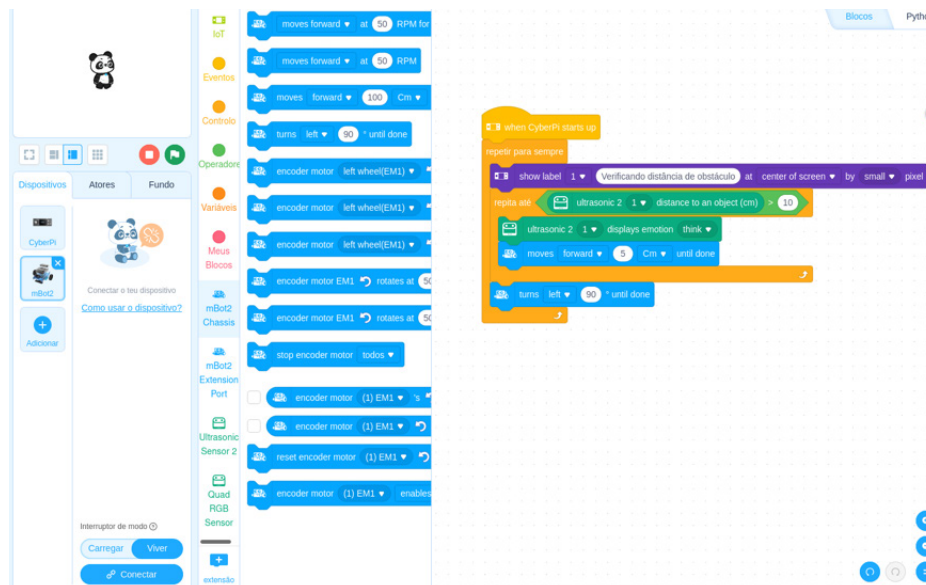 Blocos
Pytho
IoT
Eventos
Controlo
Operadore
Variáveis
Meus
Blocos
mBot2
Chassis
mBot2
Extension
Port
Ultrasonic
Sensor 2
Quad
RGB
Sensor
extensão
Dispositivos
Atores
Fundo
CyberPi
mBot2
Adicionar
Conectar o teu dispositivo
Como usar o dispositivo?
Interruptor de modo
Carregar
Viver
Conectar
moves forward at 50 RPM for
moves forward at 50 RPM
moves forward 100 Cm
turns left 90 ° until done
encoder motor left wheel(EM1)
encoder motor left wheel(EM1)
encoder motor left wheel(EM1)
encoder motor EM1 rotates at 50
encoder motor EM1 rotates at 50
stop encoder motor todos
encoder motor (1) EM1 's
encoder motor (1) EM1
reset encoder motor (1) EM1
encoder motor (1) EM1 enables
when CyberPi starts up
repetir para sempre
show label 1 Verificando distância de obstáculo at center of screen by small pixel
repita até ultrasonic 2 1 distance to an object (cm) > 10
ultrasonic 2 1 displays emotion think
moves forward 5 Cm until done
turns left 90 ° until done